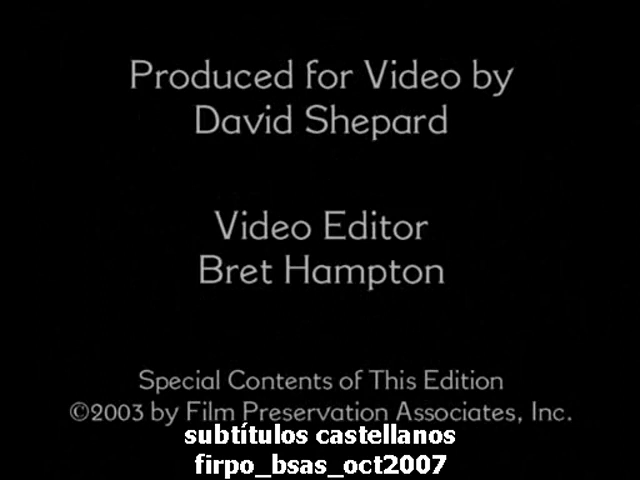 Produced for Video by
David Shepard
Video Editor
Bret Hampton
Special Contents of This Edition
©2003 by Film Preservation Associates, Inc.
subtítulos castellanos
firpo_bsas_oct2007